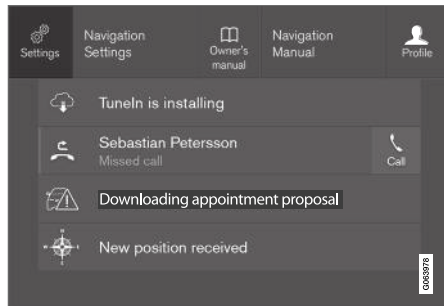 Settings
Navigation
Settings
Owner's
manual
Navigation
Manual
Profile
TuneIn is installing
Sebastian Petersson
Missed call
Call
Downloading appointment proposal
New position received
G063978